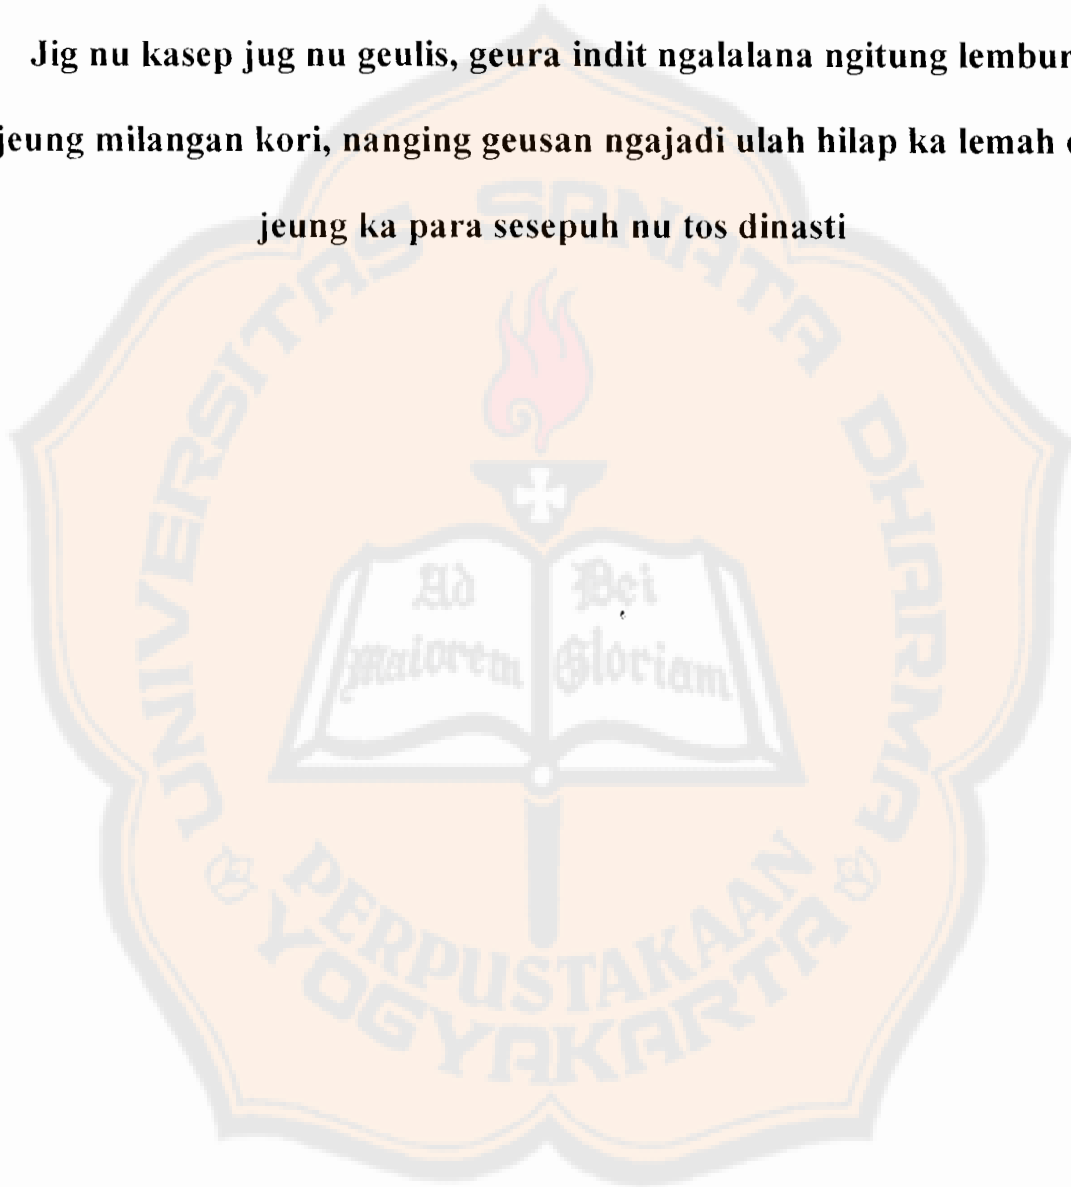 Jig nu kasep jug nu geulis, geura indit ngalalana ngitung lembur
jeung milangan kori, nanging geusan ngajadi ulah hilap ka lemah
jeung ka para sesepuh nu tos dinasti
UNIVERSITAS SANATA DHARMA
Ad Dei
maiorem Gloriam
PERPUSTAKAAN
YOGYAKARTA